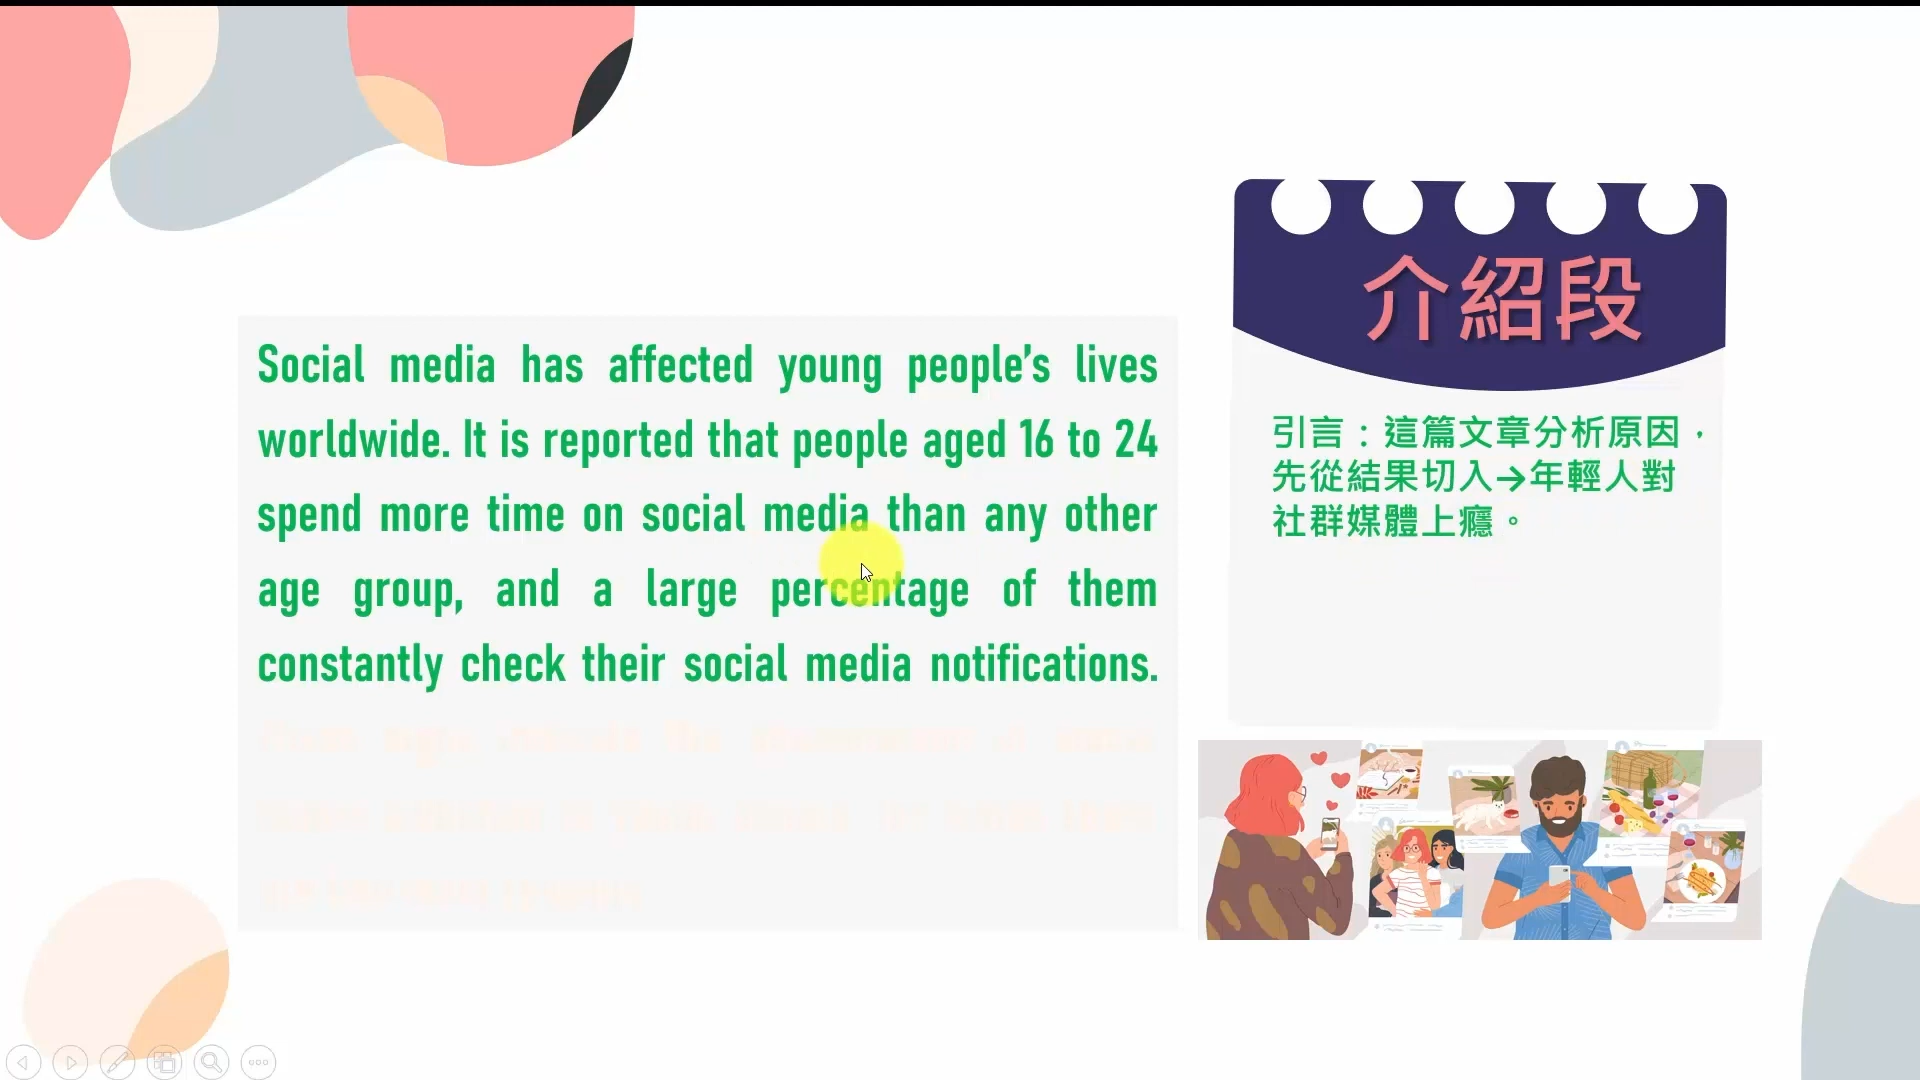 Social media has affected young people’s lives
worldwide. It is reported that people aged 16 to 24
spend more time on social media than any other
age group, and a large percentage of them
constantly check their social media notifications.
介紹段
引言：這篇文章分析原因，
先從結果切入→年輕人對
社群媒體上癮。